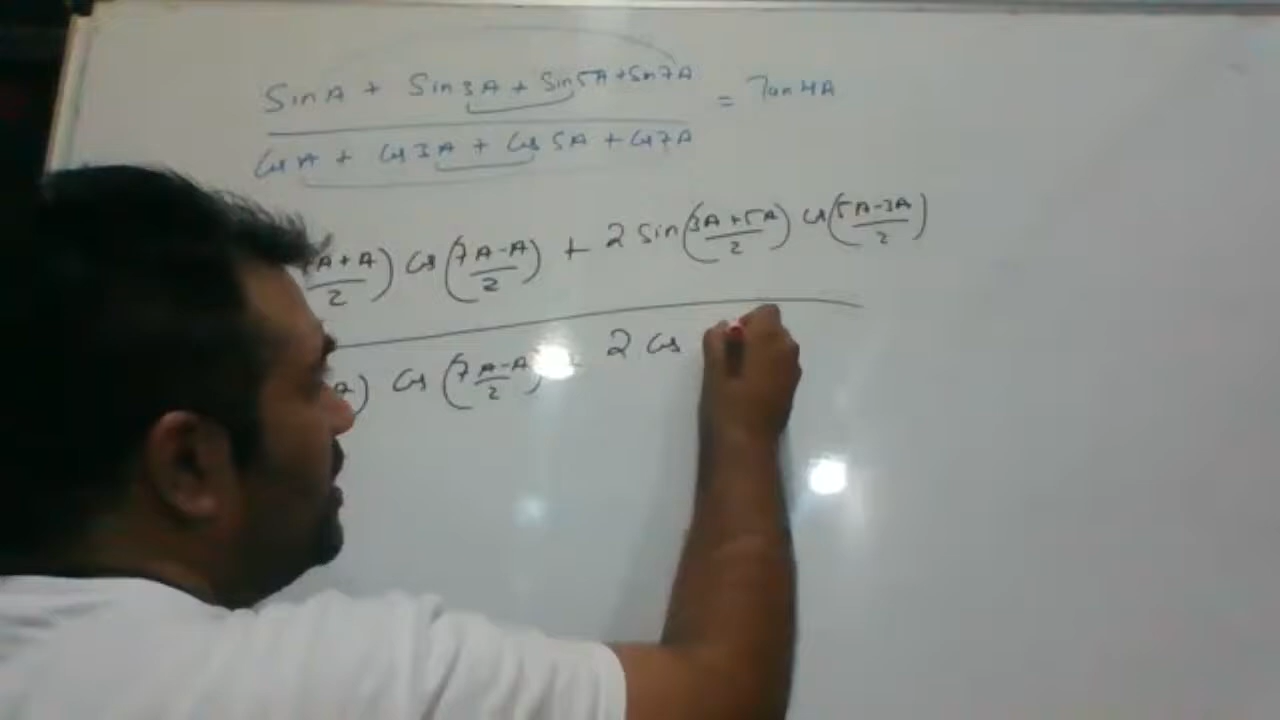 Sin A + Sin 3A + Sin 5A + Sin 7A
= Tan 4A
Cos A + Cos 3A + Cos 5A + Cos 7A
A + A / 2 ) Cos ( 7A - A / 2 ) + 2 Sin ( 3A + 5A / 2 ) Cos ( 5A - 3A / 2 )
A ) Cos ( 7A - A / 2 ) + 2 Cos